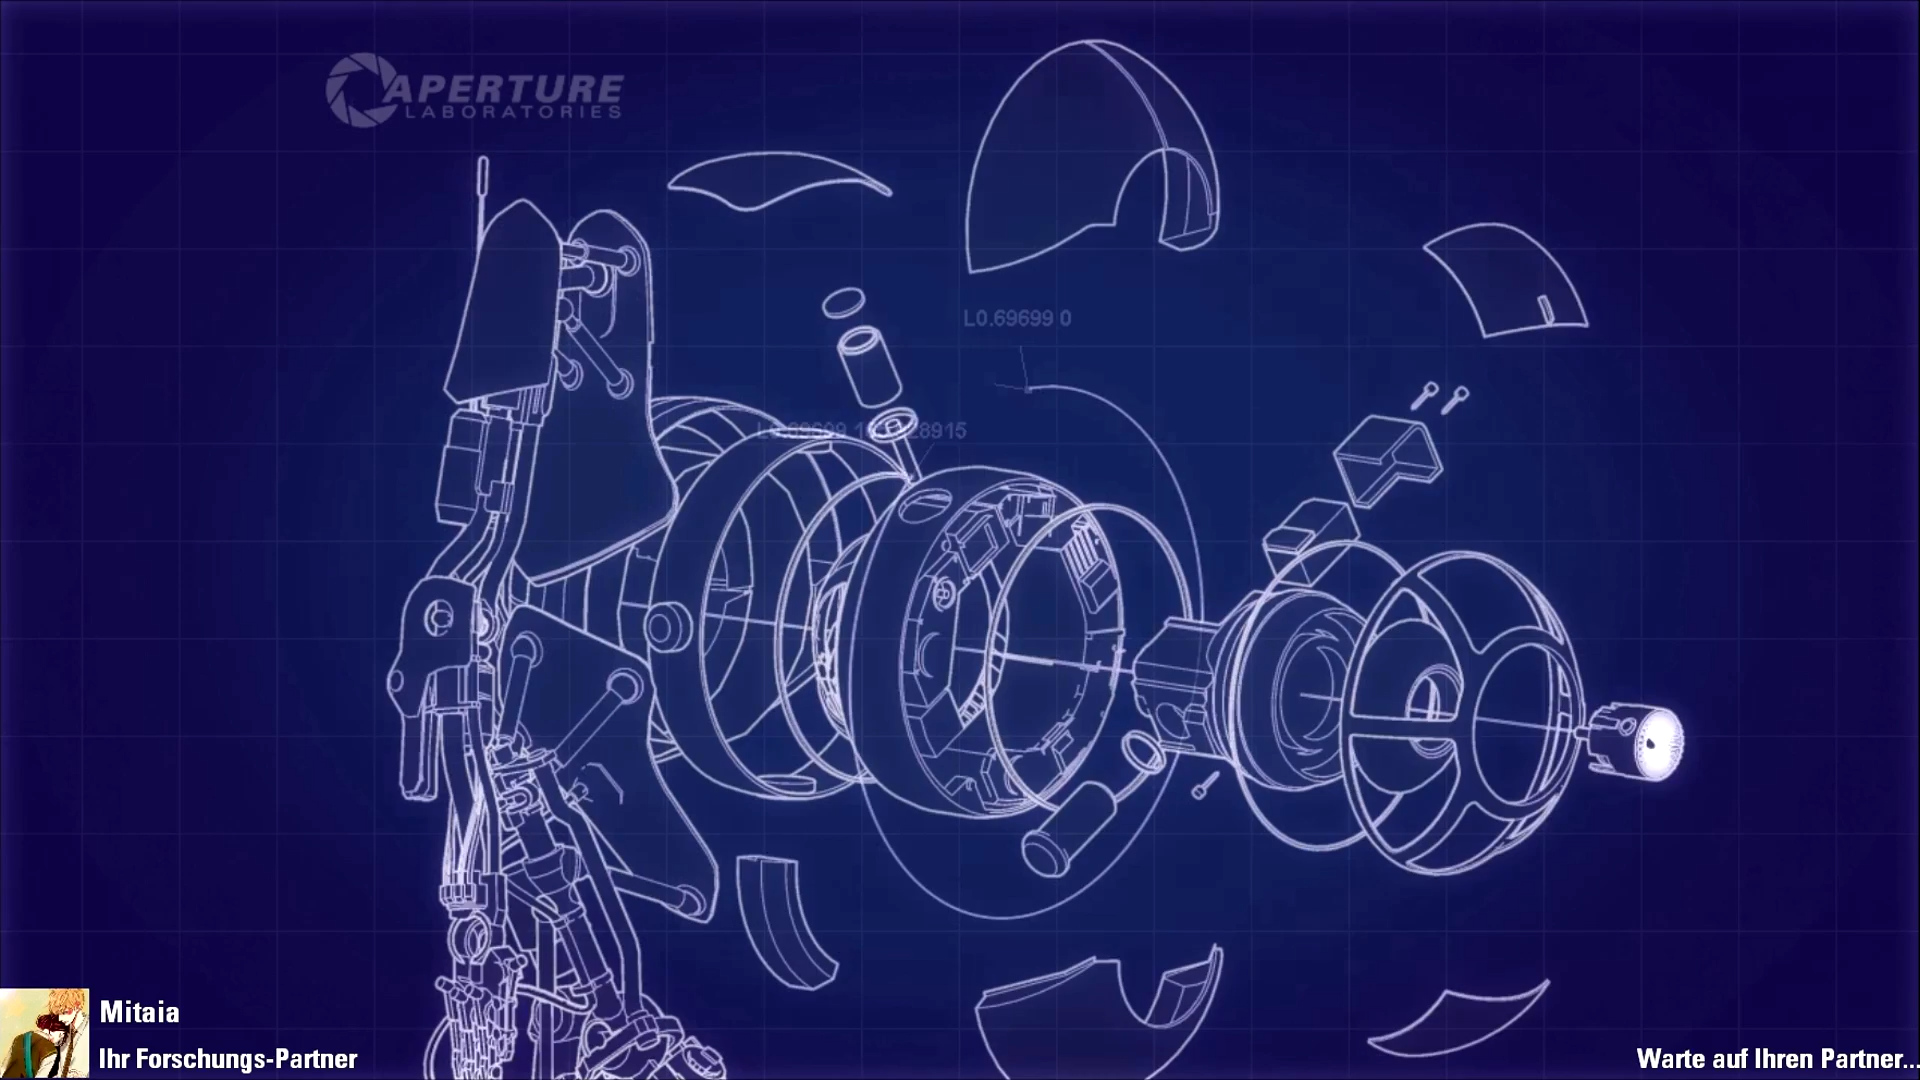 APERTURE
LABORATORIES
L0.69699 0
Mitaia
Ihr Forschungs-Partner
Warte auf Ihren Partner...